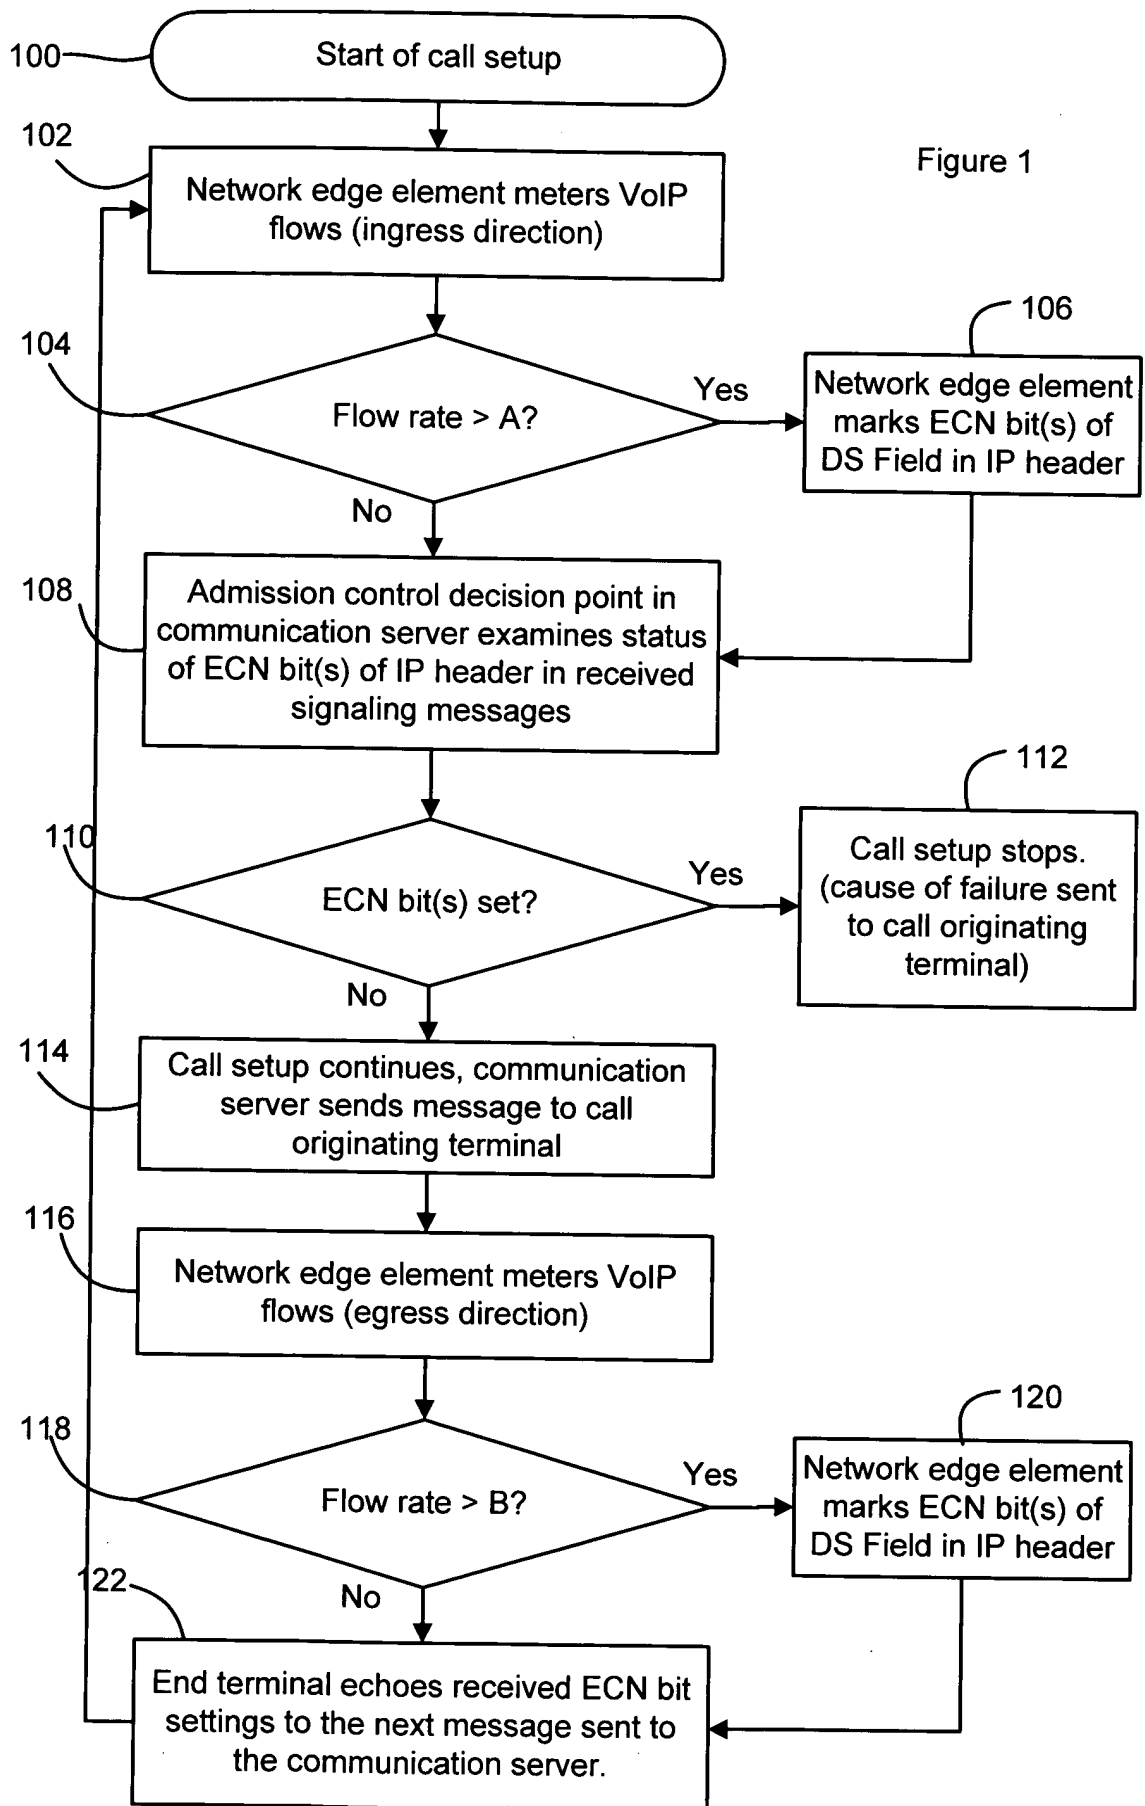 100
Start of call setup
102
Figure 1
Network edge element meters VoIP
flows (ingress direction)
104
106
Flow rate > A?
Yes
Network edge element
marks ECN bit(s) of
DS Field in IP header
No
108
Admission control decision point in
communication server examines status
of ECN bit(s) of IP header in received
signaling messages
112
110
ECN bit(s) set?
Yes
Call setup stops.
(cause of failure sent
to call originating
terminal)
No
114
Call setup continues, communication
server sends message to call
originating terminal
116
Network edge element meters VoIP
flows (egress direction)
118
120
Flow rate > B?
Yes
Network edge element
marks ECN bit(s) of
DS Field in IP header
No
122
End terminal echoes received ECN bit
settings to the next message sent to
the communication server.